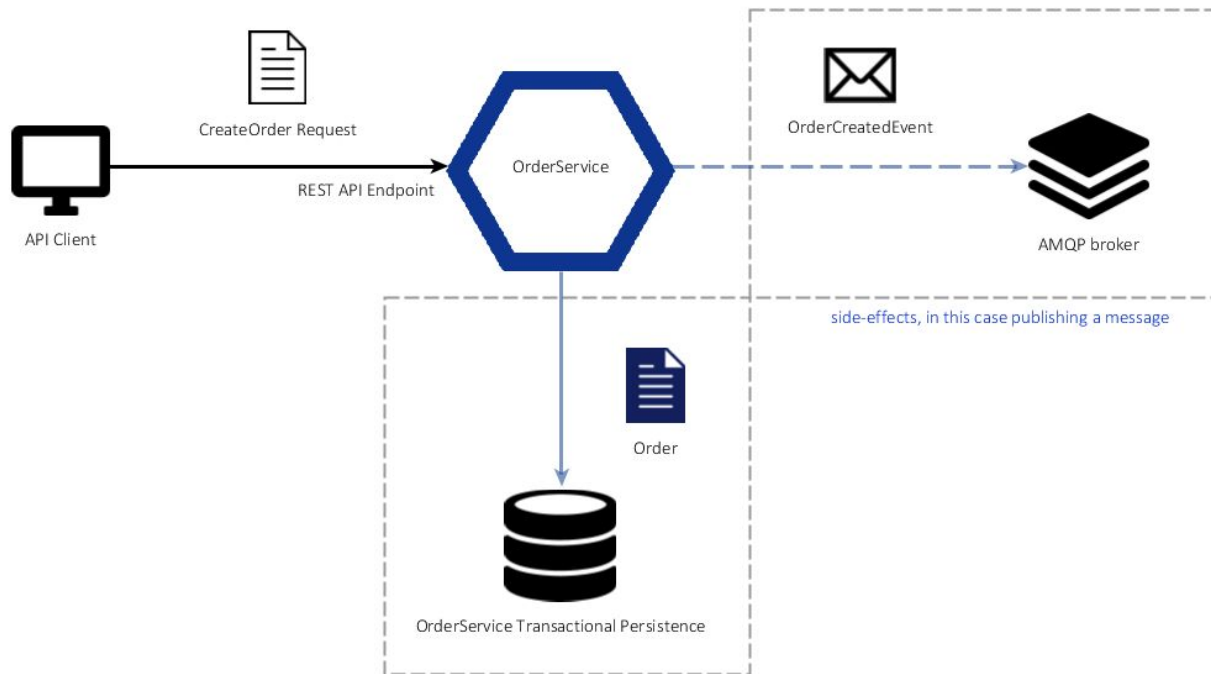 CreateOrder Request
REST API Endpoint
API Client
OrderService
OrderCreatedEvent
AMQP broker
side-effects, in this case publishing a message
Order
OrderService Transactional Persistence